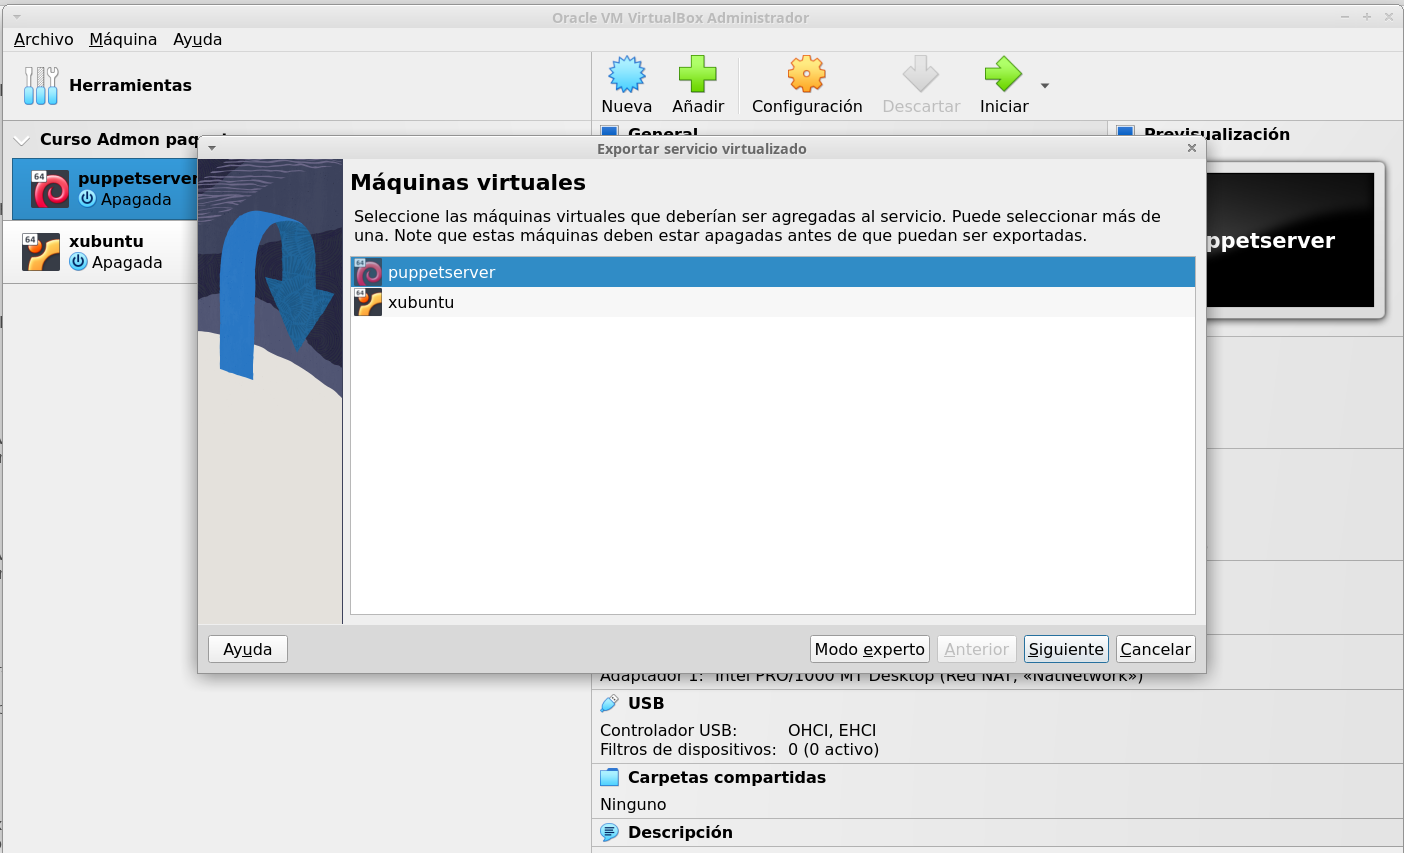 Oracle VM VirtualBox Administrador
Archivo Máquina Ayuda
Herramientas
Nueva Añadir Configuración Descartar Iniciar
Curso Admon
General
Previsualización
64
puppetserver
Apagada
64
xubuntu
Apagada
Exportar servicio virtualizado
Máquinas virtuales
Seleccione las máquinas virtuales que deberían ser agregadas al servicio. Puede seleccionar más de
una. Note que estas máquinas deben estar apagadas antes de que puedan ser exportadas.
64 puppetserver
64 xubuntu
ppetserver
Ayuda Modo experto Anterior Siguiente Cancelar
Adaptador 1: Intel PRO/1000 MT Desktop (Red NAT, «NatNetwork»)
USB
Controlador USB: OHCI, EHCI
Filtros de dispositivos: 0 (0 activo)
Carpetas compartidas
Ninguno
Descripción